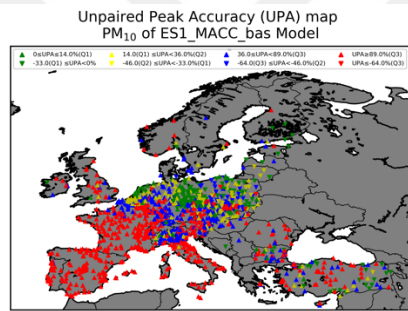 Unpaired Peak Accuracy (UPA) map
PM₁₀ of ES1_MACC_bas Model
0≤UPA≤14.0%(Q1) 14.0(Q1) ≤UPA<36.0%(Q2) 36.0≤UPA<89.0%(Q3) UPA≥89.0%(Q3)
-33.0(Q1) ≤UPA<0% -46.0(Q2) ≤UPA<-33.0%(Q1) -64.0(Q3) ≤UPA<-46.0%(Q2) UPA≤-64.0%(Q3)